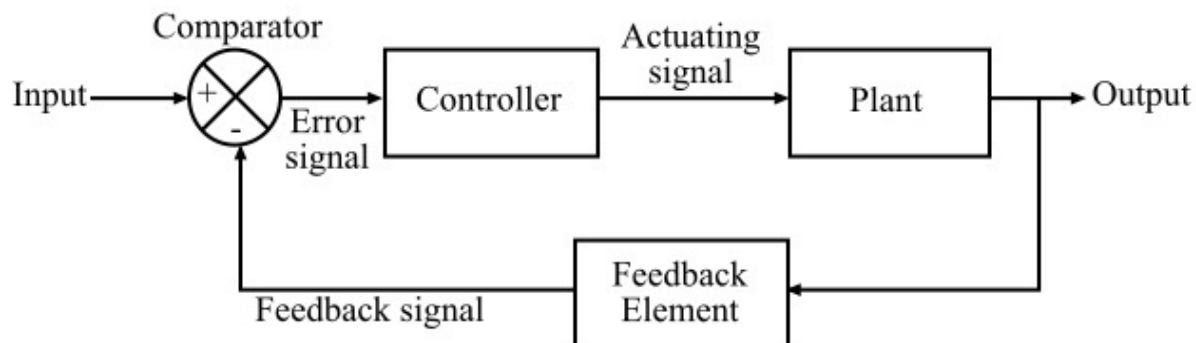 Comparator
Input
+
-
Error
signal
Controller
Actuating
signal
Plant
Output
Feedback
Element
Feedback signal